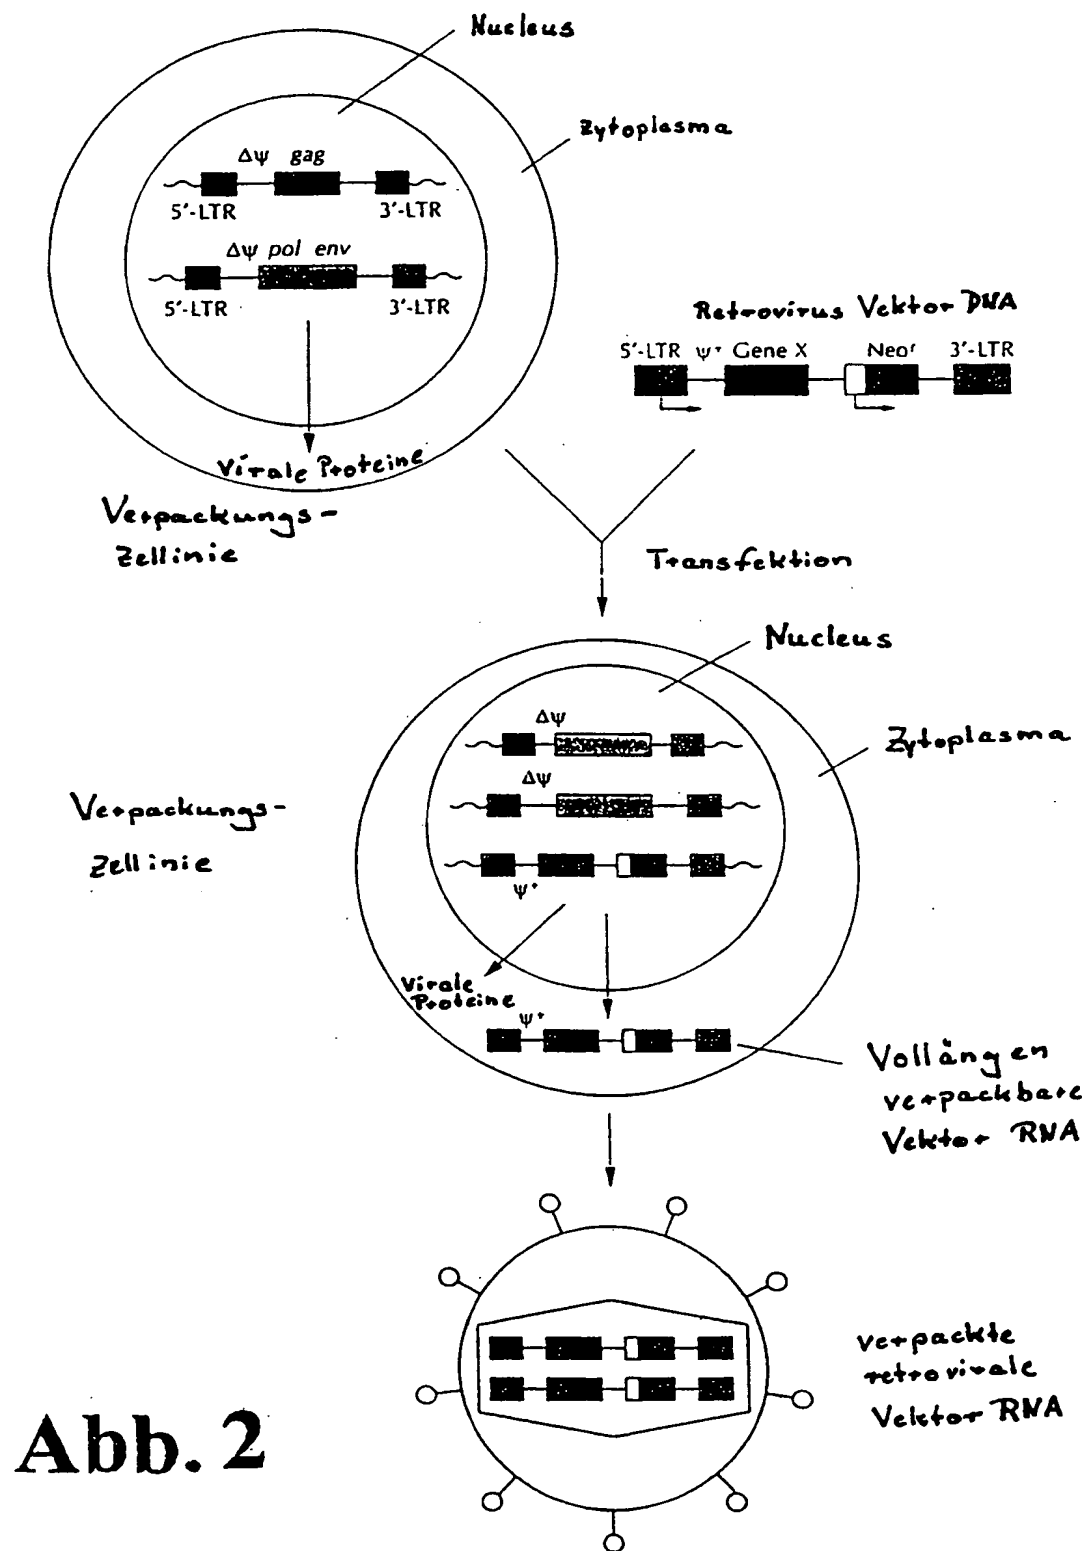 Nucleus
Zytoplasma
Δψ gag
5'-LTR 3'-LTR
Δψ pol env
5'-LTR 3'-LTR
Virale Proteine
Verpackungs-
Zellinie
Retrovirus Vektor DNA
5'-LTR ψ⁺ Gene X Neoʳ 3'-LTR
Transfektion
Nucleus
Zytoplasma
Δψ
Δψ
ψ⁺
Verpackungs-
Zellinie
Virale
Proteine
ψ⁺
Vollängen
verpackbare
Vektor RNA
verpackte
retrovirale
Vektor RNA
Abb. 2